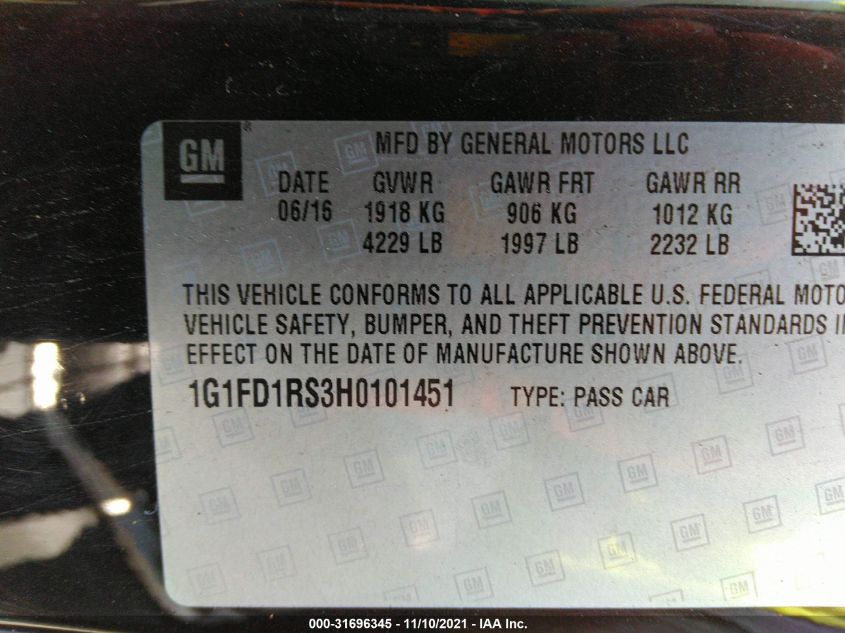 GM ® MFD BY GENERAL MOTORS LLC
DATE GVWR GAWR FRT GAWR RR
06/16 1918 KG 906 KG 1012 KG
4229 LB 1997 LB 2232 LB
THIS VEHICLE CONFORMS TO ALL APPLICABLE U.S. FEDERAL MOTO
VEHICLE SAFETY, BUMPER, AND THEFT PREVENTION STANDARDS I
EFFECT ON THE DATE OF MANUFACTURE SHOWN ABOVE.
1G1FD1RS3H0101451 TYPE: PASS CAR
000-31696345 - 11/10/2021 - IAA Inc.